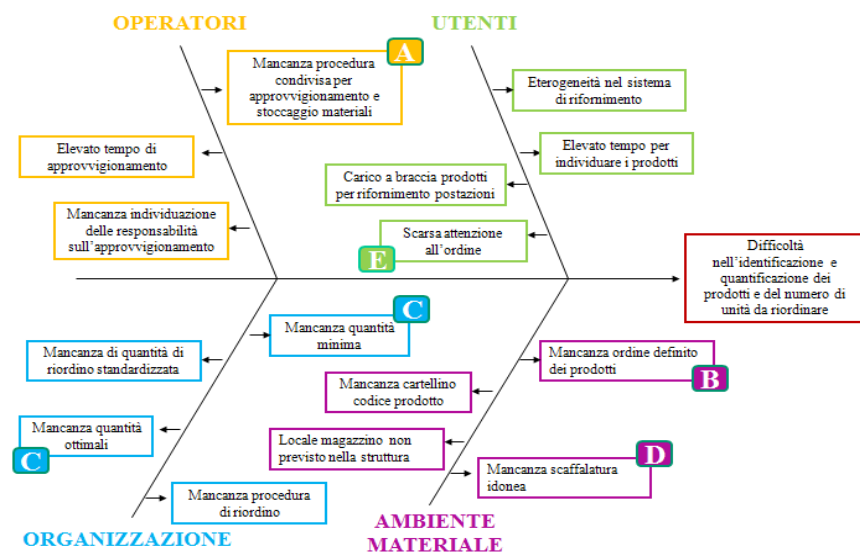 OPERATORI
UTENTI
A
Mancanza procedura
condivisa per
approvvigionamento e
stoccaggio materiali
Elevato tempo di
approvvigionamento
Mancanza individuazione
delle responsabilità
sull'approvvigionamento
Eterogeneità nel sistema
di rifornimento
Elevato tempo per
individuare i prodotti
Carico a braccia prodotti
per rifornimento postazioni
Scarsa attenzione
all'ordine
E
Difficoltà
nell'identificazione e
quantificazione dei
prodotti e del numero di
unità da riordinare
C
Mancanza quantità
minima
Mancanza di quantità di
riordino standardizzata
Mancanza quantità
ottimali
C
Mancanza procedura
di riordino
Mancanza ordine definito
dei prodotti
B
Mancanza cartellino
codice prodotto
Locale magazzino non
previsto nella struttura
D
Mancanza scaffalatura
idonea
ORGANIZZAZIONE
AMBIENTE
MATERIALE